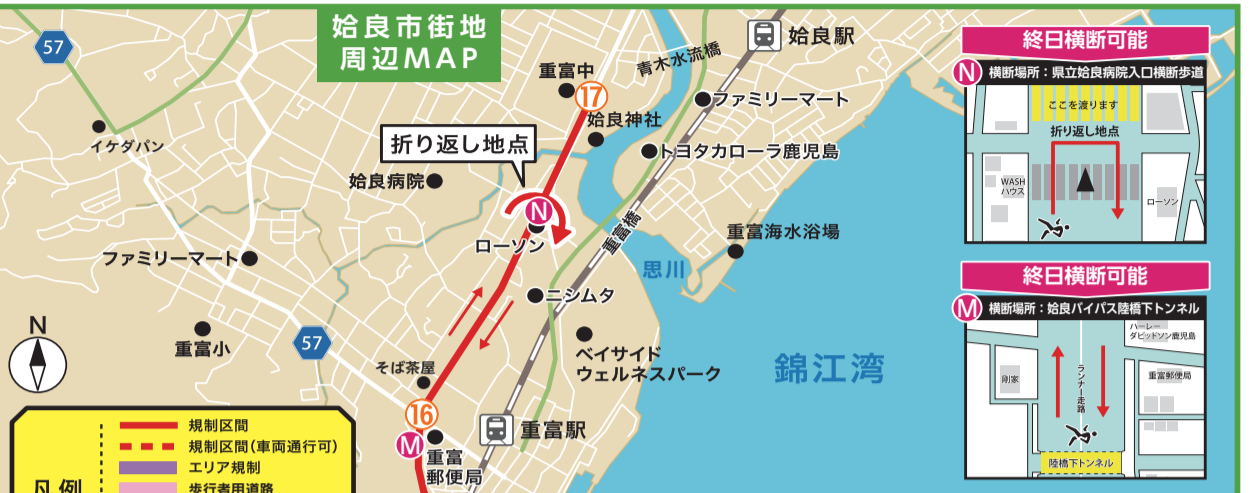 姶良市街地
周辺MAP
57
イケダパン
重富中
17
姶良神社
青木水流橋
姶良駅
ファミリーマート
トヨタカローラ鹿児島
折り返し地点
姶良病院
N
ローソン
重富橋
重富海水浴場
思川
ファミリーマート
ニシムタ
N
重富小
57
ベイサイド
ウェルネスパーク
錦江湾
そば茶屋
16
M
重富
郵便局
重富駅
凡例
規制区間
規制区間(車両通行可)
エリア規制
歩行者用道路
終日横断可能
N 横断場所:県立姶良病院入口横断歩道
ここを渡ります
折り返し地点
WASH
ハウス
ローソン
終日横断可能
M 横断場所:姶良バイパス陸橋下トンネル
ハーレー
ダビッドソン鹿児島
剛家
ランナー走路
重富郵便局
陸橋下トンネル